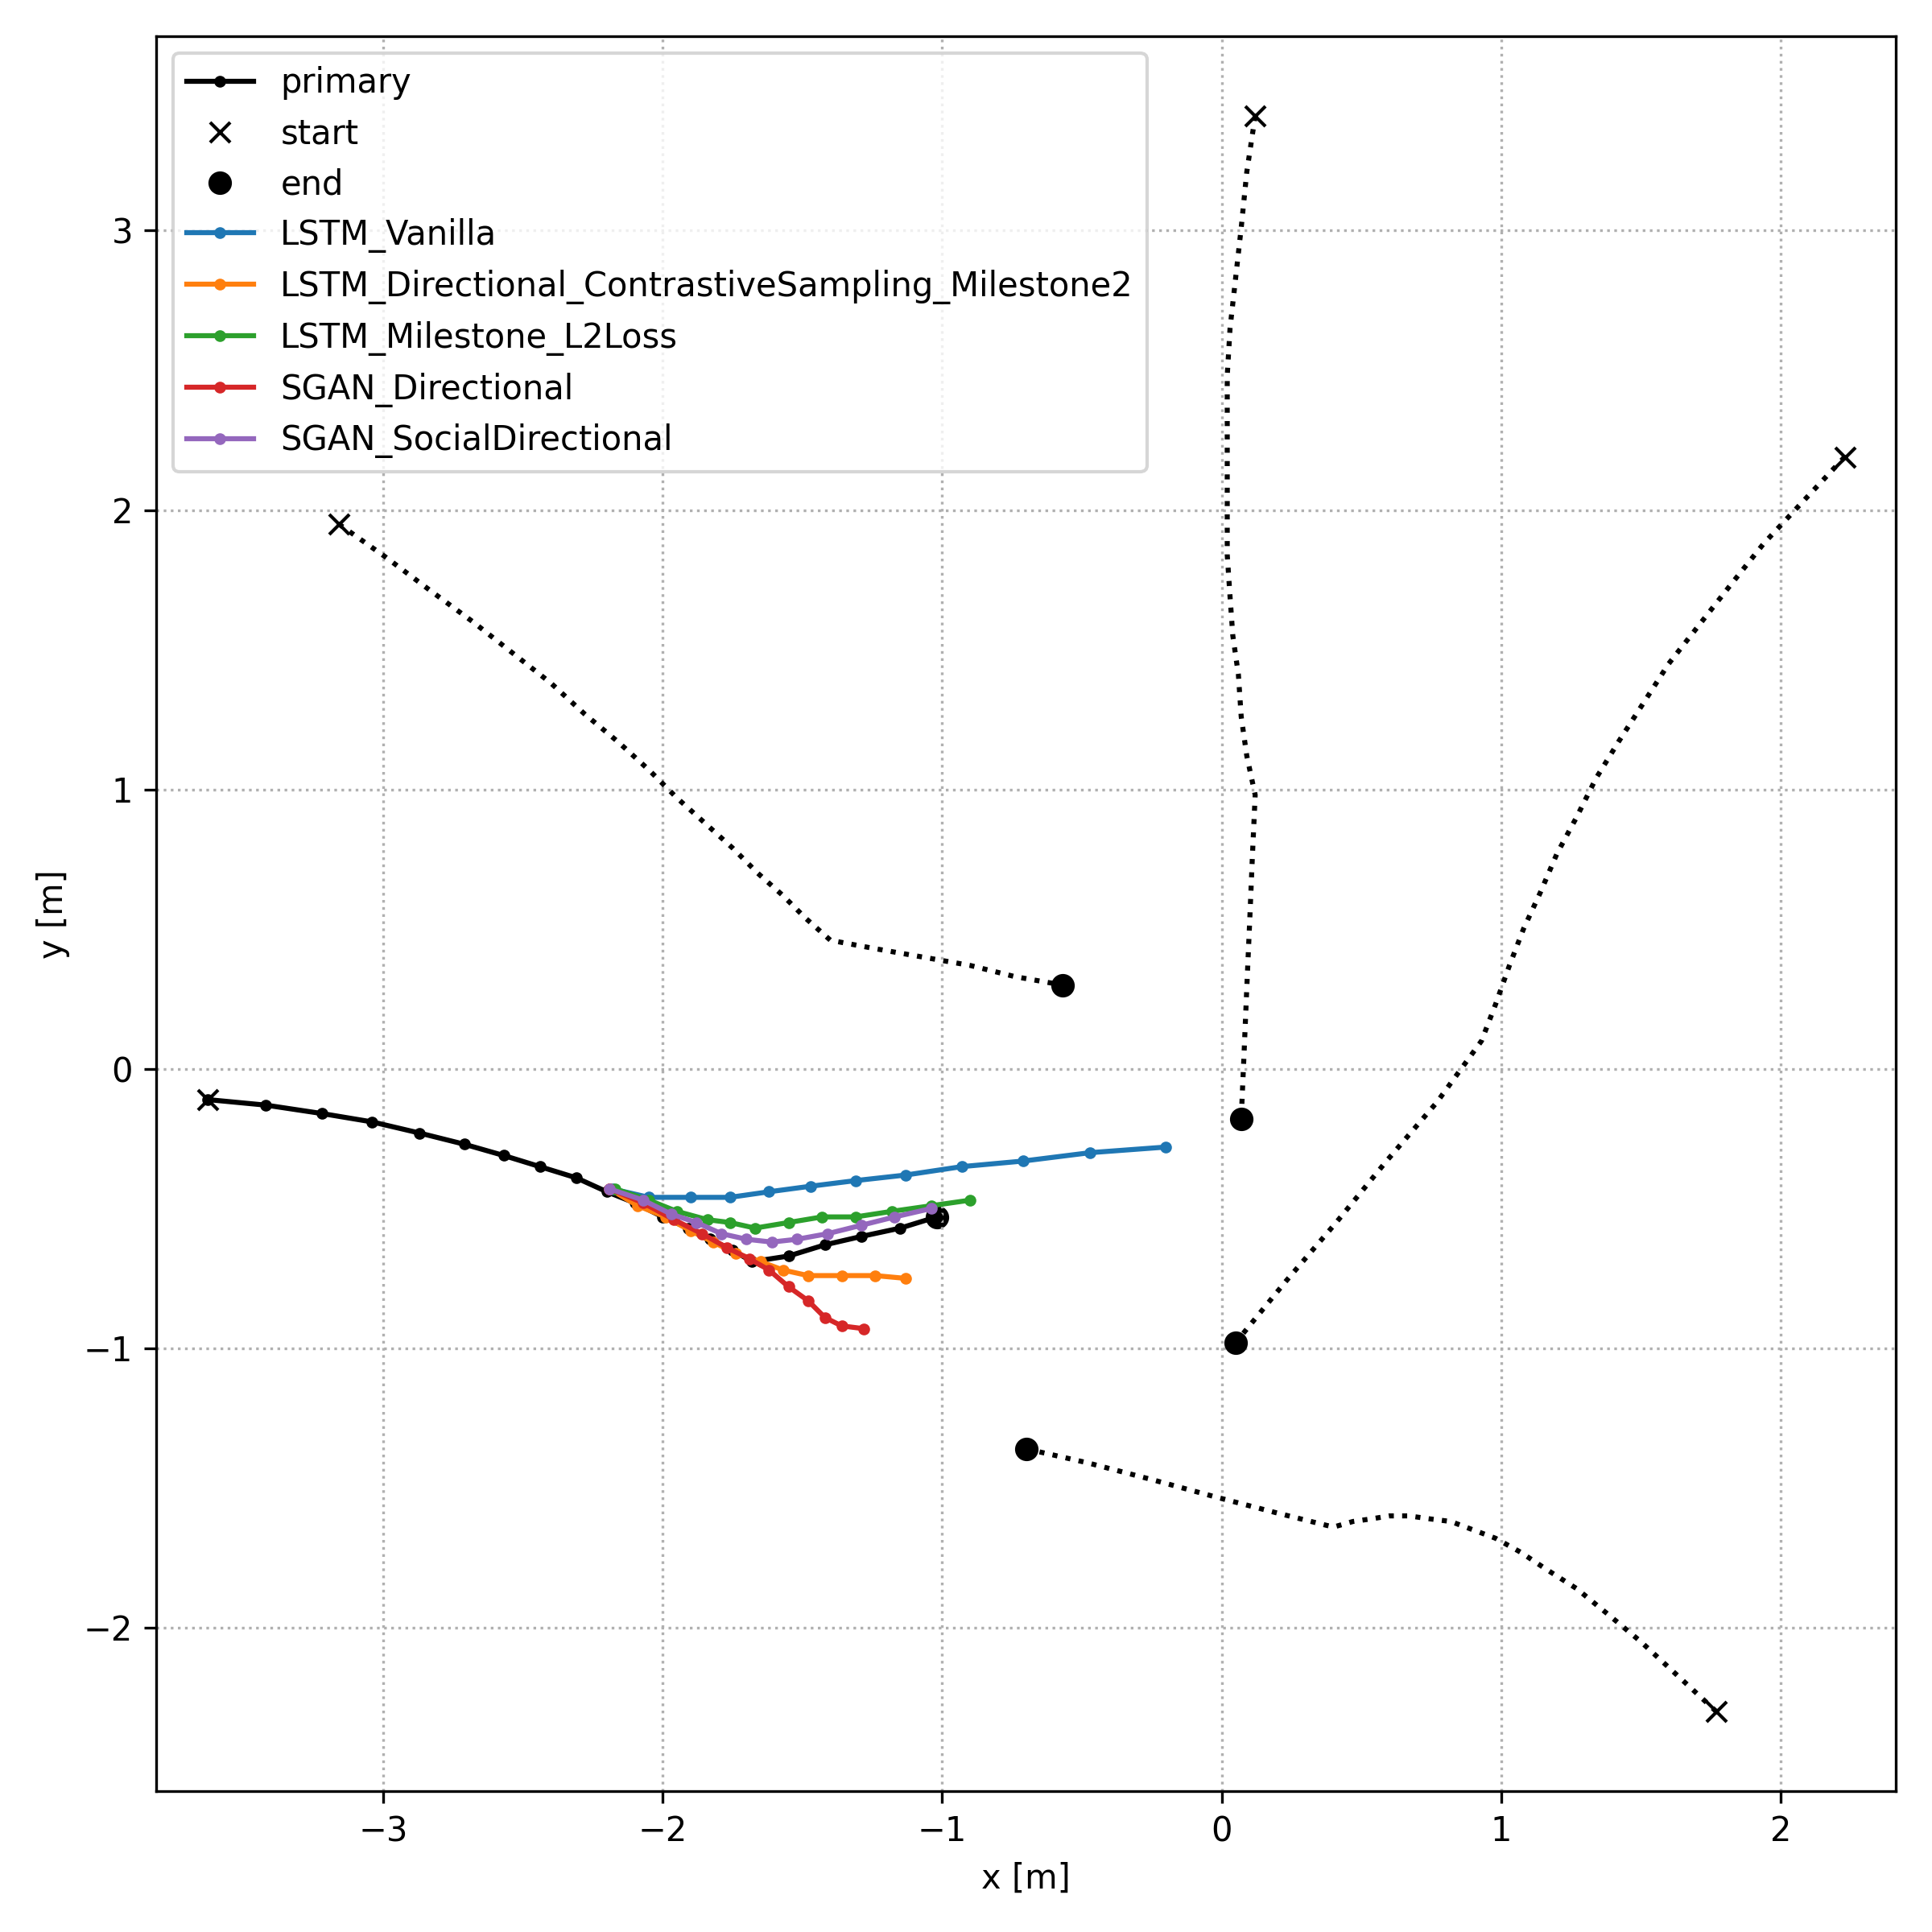 primary
start
end
LSTM_Vanilla
LSTM_Directional_ContrastiveSampling_Milestone2
LSTM_Milestone_L2Loss
SGAN_Directional
SGAN_SocialDirectional
3
2
1
0
−1
−2
y [m]
−3 −2 −1 0 1 2
x [m]